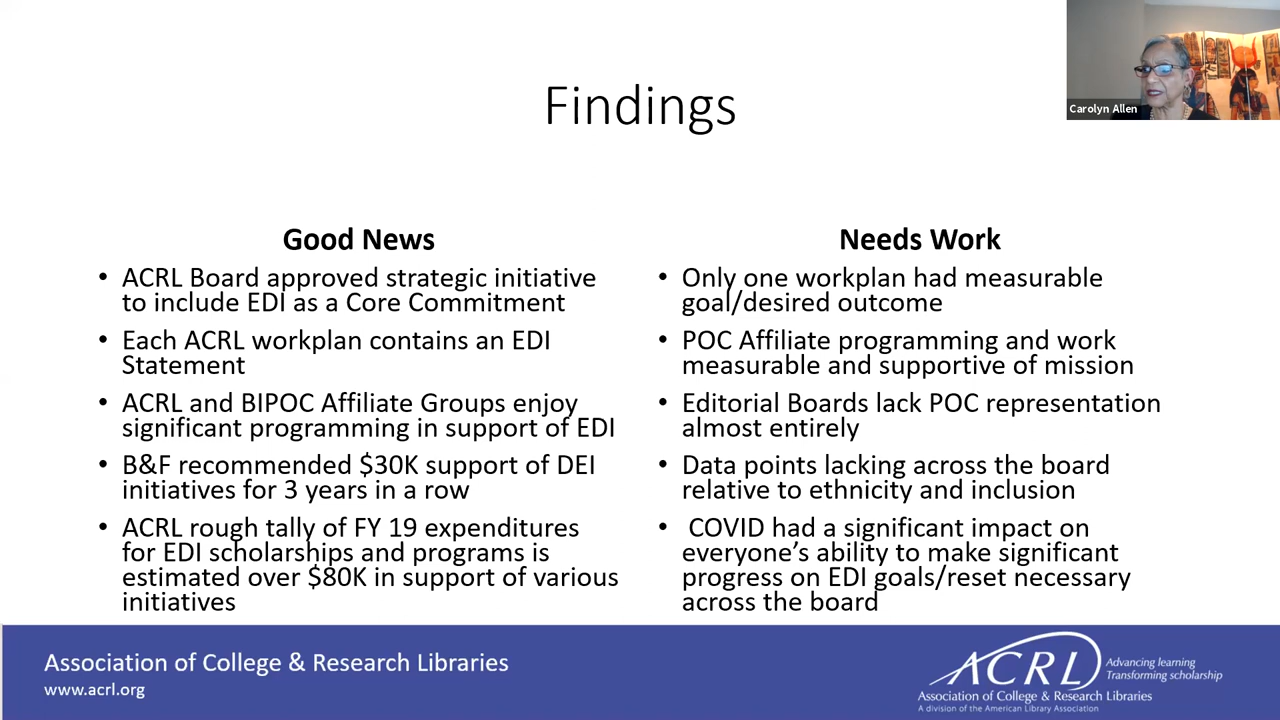 Carolyn Allen
Findings
Good News
• ACRL Board approved strategic initiative
to include EDI as a Core Commitment
• Each ACRL workplan contains an EDI
Statement
• ACRL and BIPOC Affiliate Groups enjoy
significant programming in support of EDI
• B&F recommended $30K support of DEI
initiatives for 3 years in a row
• ACRL rough tally of FY 19 expenditures
for EDI scholarships and programs is
estimated over $80K in support of various
initiatives
Needs Work
• Only one workplan had measurable
goal/desired outcome
• POC Affiliate programming and work
measurable and supportive of mission
• Editorial Boards lack POC representation
almost entirely
• Data points lacking across the board
relative to ethnicity and inclusion
• COVID had a significant impact on
everyone’s ability to make significant
progress on EDI goals/reset necessary
across the board
Association of College & Research Libraries
www.acrl.org
ACRL
Advancing learning
Transforming scholarship
Association of College & Research Libraries
A division of the American Library Association